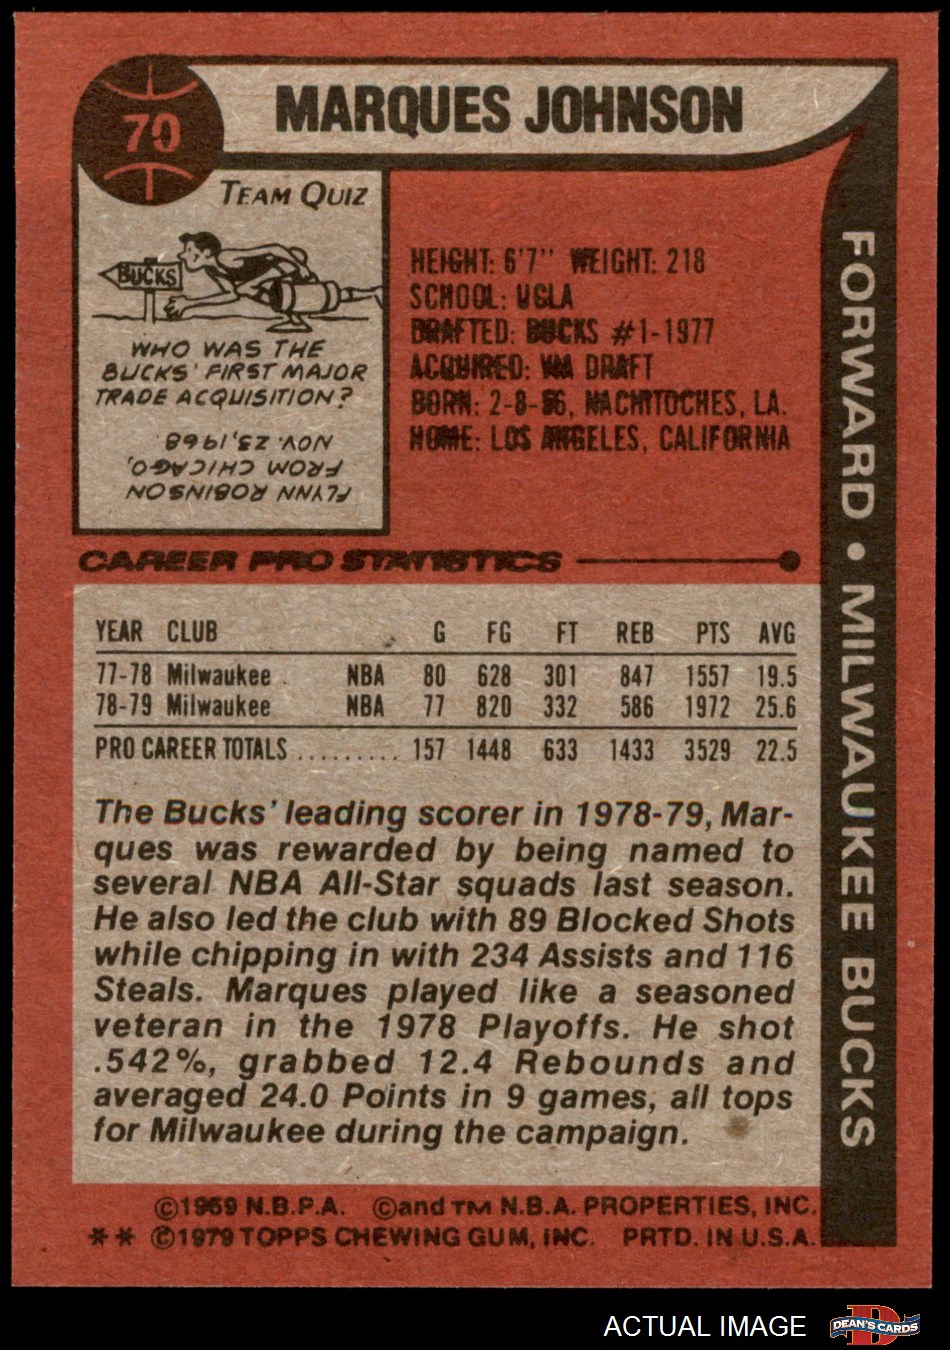 70
MARQUES JOHNSON
TEAM QUIZ
BUCKS
WHO WAS THE
BUCKS' FIRST MAJOR
TRADE ACQUISITION?
FLYNN ROBINSON
FROM CHICAGO,
NOV. 23, 1968
HEIGHT: 6'7" WEIGHT: 218
SCHOOL: UCLA
DRAFTED: BUCKS #1-1977
ACQUIRED: VIA DRAFT
BORN: 2-8-56, NACHITOCHES, LA.
HOME: LOS ANGELES, CALIFORNIA
FORWARD • MILWAUKEE BUCKS
CAREER PRO STATISTICS
YEAR CLUB G FG FT REB PTS AVG
77-78 Milwaukee NBA 80 628 301 847 1557 19.5
78-79 Milwaukee NBA 77 820 332 586 1972 25.6
PRO CAREER TOTALS ......... 157 1448 633 1433 3529 22.5
The Bucks' leading scorer in 1978-79, Mar-
ques was rewarded by being named to
several NBA All-Star squads last season.
He also led the club with 89 Blocked Shots
while chipping in with 234 Assists and 116
Steals. Marques played like a seasoned
veteran in the 1978 Playoffs. He shot
.542%, grabbed 12.4 Rebounds and
averaged 24.0 Points in 9 games, all tops
for Milwaukee during the campaign.
©1969 N.B.P.A. ©and TM N.B.A. PROPERTIES, INC.
** ©1979 TOPPS CHEWING GUM, INC. PRTD. IN U.S.A.
ACTUAL IMAGE
D
DEAN'S CARDS